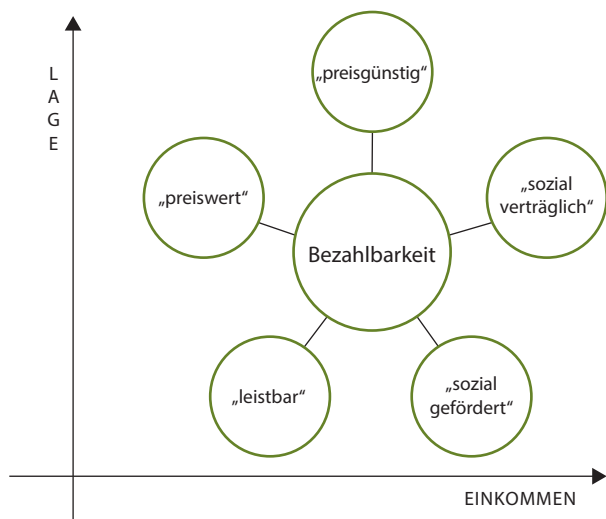 L
A
G
E
„preisgünstig“
„preiswert“
„sozial
verträglich“
Bezahlbarkeit
„leistbar“
„sozial
gefördert“
EINKOMMEN